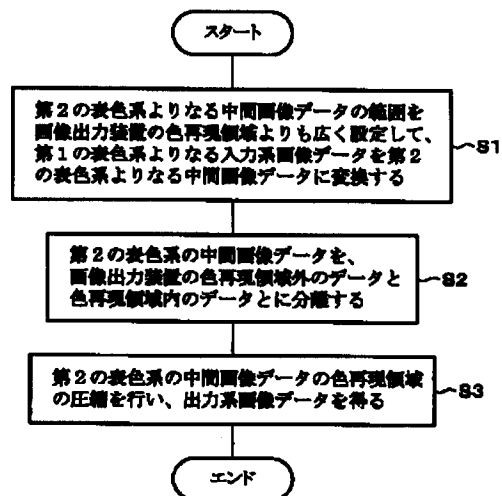 スタート
第2の表色系よりなる中間画像データの範囲を
画像出力装置の色再現領域よりも広く設定して、
第1の表色系よりなる入力系画像データを第2
の表色系よりなる中間画像データに変換する
S1
第2の表色系の中間画像データを、
画像出力装置の色再現領域外のデータと
色再現領域内のデータとに分離する
S2
第2の表色系の中間画像データの色再現領域
の圧縮を行い、出力系画像データを得る
S3
エンド